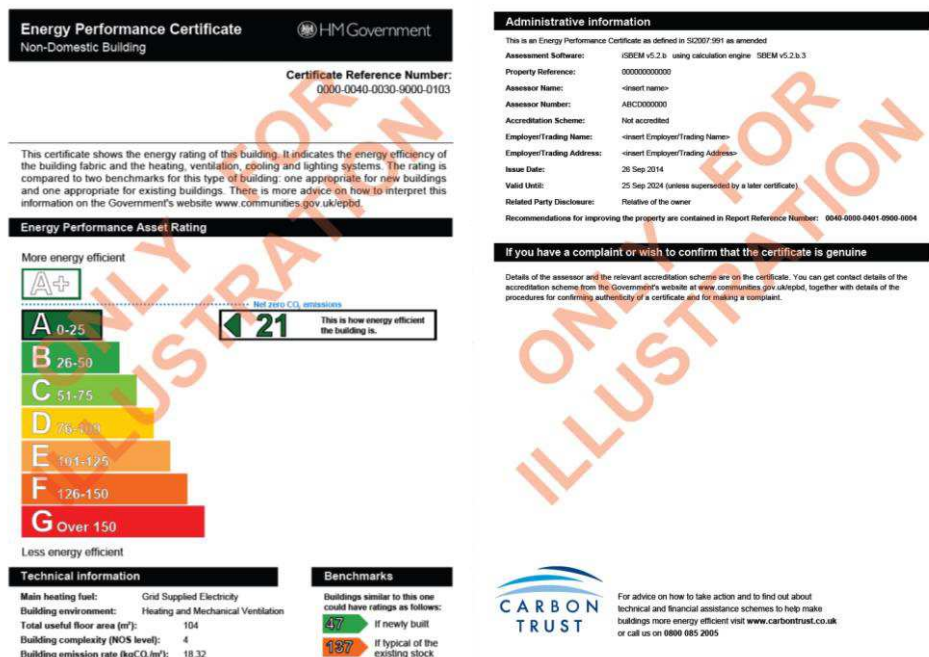 Energy Performance Certificate
Non-Domestic Building
HM Government
Certificate Reference Number:
0000-0040-0030-9000-0103
This certificate shows the energy rating of this building. It indicates the energy efficiency of
the building fabric and the heating, ventilation, cooling and lighting systems. The rating is
compared to two benchmarks for this type of building: one appropriate for new buildings
and one appropriate for existing buildings. There is more advice on how to interpret this
information on the Government's website www.communities.gov.uk/epbd.
Energy Performance Asset Rating
More energy efficient
A+
Net zero CO₂ emissions
A 0-25
21
This is how energy efficient
the building is.
B 26-50
C 51-75
D 76-100
E 101-125
F 126-150
G Over 150
Less energy efficient
Technical information
Main heating fuel: Grid Supplied Electricity
Building environment: Heating and Mechanical Ventilation
Total useful floor area (m²): 104
Building complexity (NOS level): 4
Building emission rate (kgCO₂/m²): 18.32
Benchmarks
Buildings similar to this one
could have ratings as follows:
47 If newly built
137 If typical of the
existing stock
ONLY FOR
ILLUSTRATION
Administrative information
This is an Energy Performance Certificate as defined in SI2007:991 as amended
Assessment Software: iSBEM v5.2.b using calculation engine SBEM v5.2.b.3
Property Reference: 000000000000
Assessor Name: <insert name>
Assessor Number: ABCD000000
Accreditation Scheme: Not accredited
Employer/Trading Name: <insert Employer/Trading Name>
Employer/Trading Address: <insert Employer/Trading Address>
Issue Date: 26 Sep 2014
Valid Until: 25 Sep 2024 (unless superseded by a later certificate)
Related Party Disclosure: Relative of the owner
Recommendations for improving the property are contained in Report Reference Number: 0040-0000-0401-0900-0004
If you have a complaint or wish to confirm that the certificate is genuine
Details of the assessor and the relevant accreditation scheme are on the certificate. You can get contact details of the
accreditation scheme from the Government's website at www.communities.gov.uk/epbd, together with details of the
procedures for confirming authenticity of a certificate and for making a complaint.
ONLY FOR
ILLUSTRATION
CARBON
TRUST
For advice on how to take action and to find out about
technical and financial assistance schemes to help make
buildings more energy efficient visit www.carbontrust.co.uk
or call us on 0800 085 2005